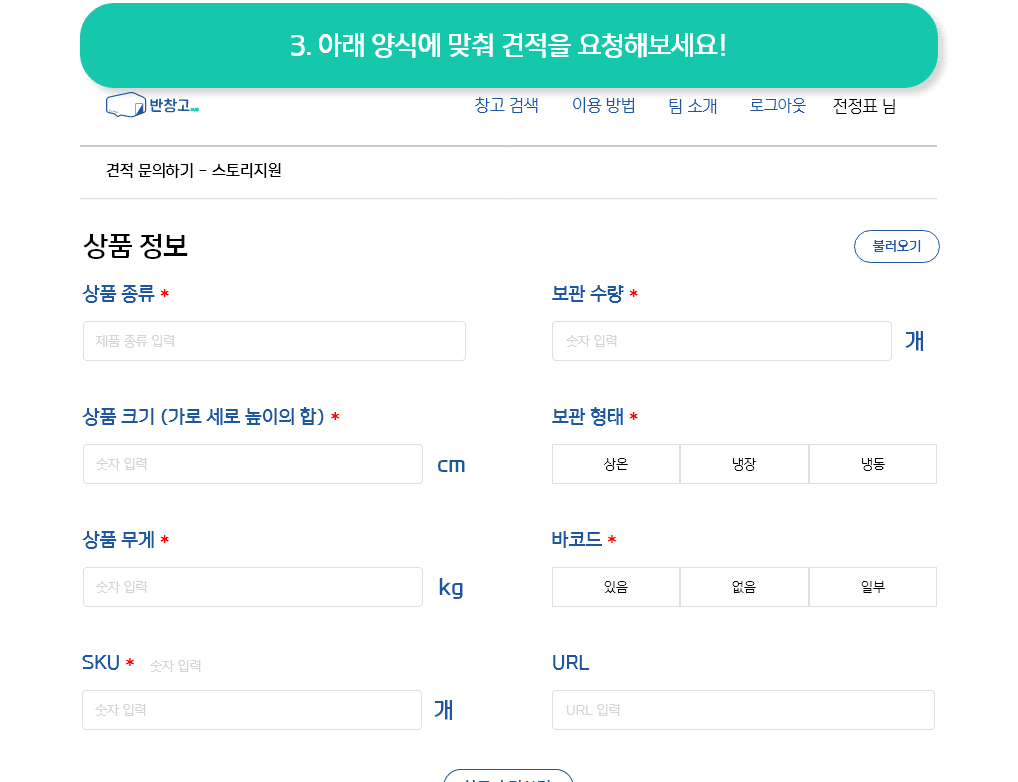 3. 아래 양식에 맞춰 견적을 요청해보세요!
반창고
창고 검색 이용 방법 팀 소개 로그아웃 전정표 님
견적 문의하기 - 스토리지원
상품 정보 불러오기
상품 종류 * 보관 수량 *
제품 종류 입력 숫자 입력 개
상품 크기 (가로 세로 높이의 합) * 보관 형태 *
숫자 입력 cm 상온 냉장 냉동
상품 무게 * 바코드 *
숫자 입력 kg 있음 없음 일부
SKU * 숫자 입력 URL
숫자 입력 개 URL 입력